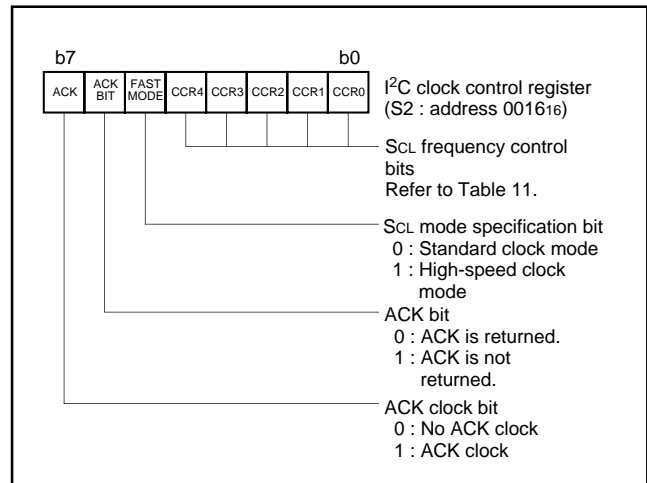 b7 b0
ACK ACK BIT FAST MODE CCR4 CCR3 CCR2 CCR1 CCR0
I²C clock control register
(S2 : address 001616)
SCL frequency control
bits
Refer to Table 11.
SCL mode specification bit
0 : Standard clock mode
1 : High-speed clock
mode
ACK bit
0 : ACK is returned.
1 : ACK is not
returned.
ACK clock bit
0 : No ACK clock
1 : ACK clock